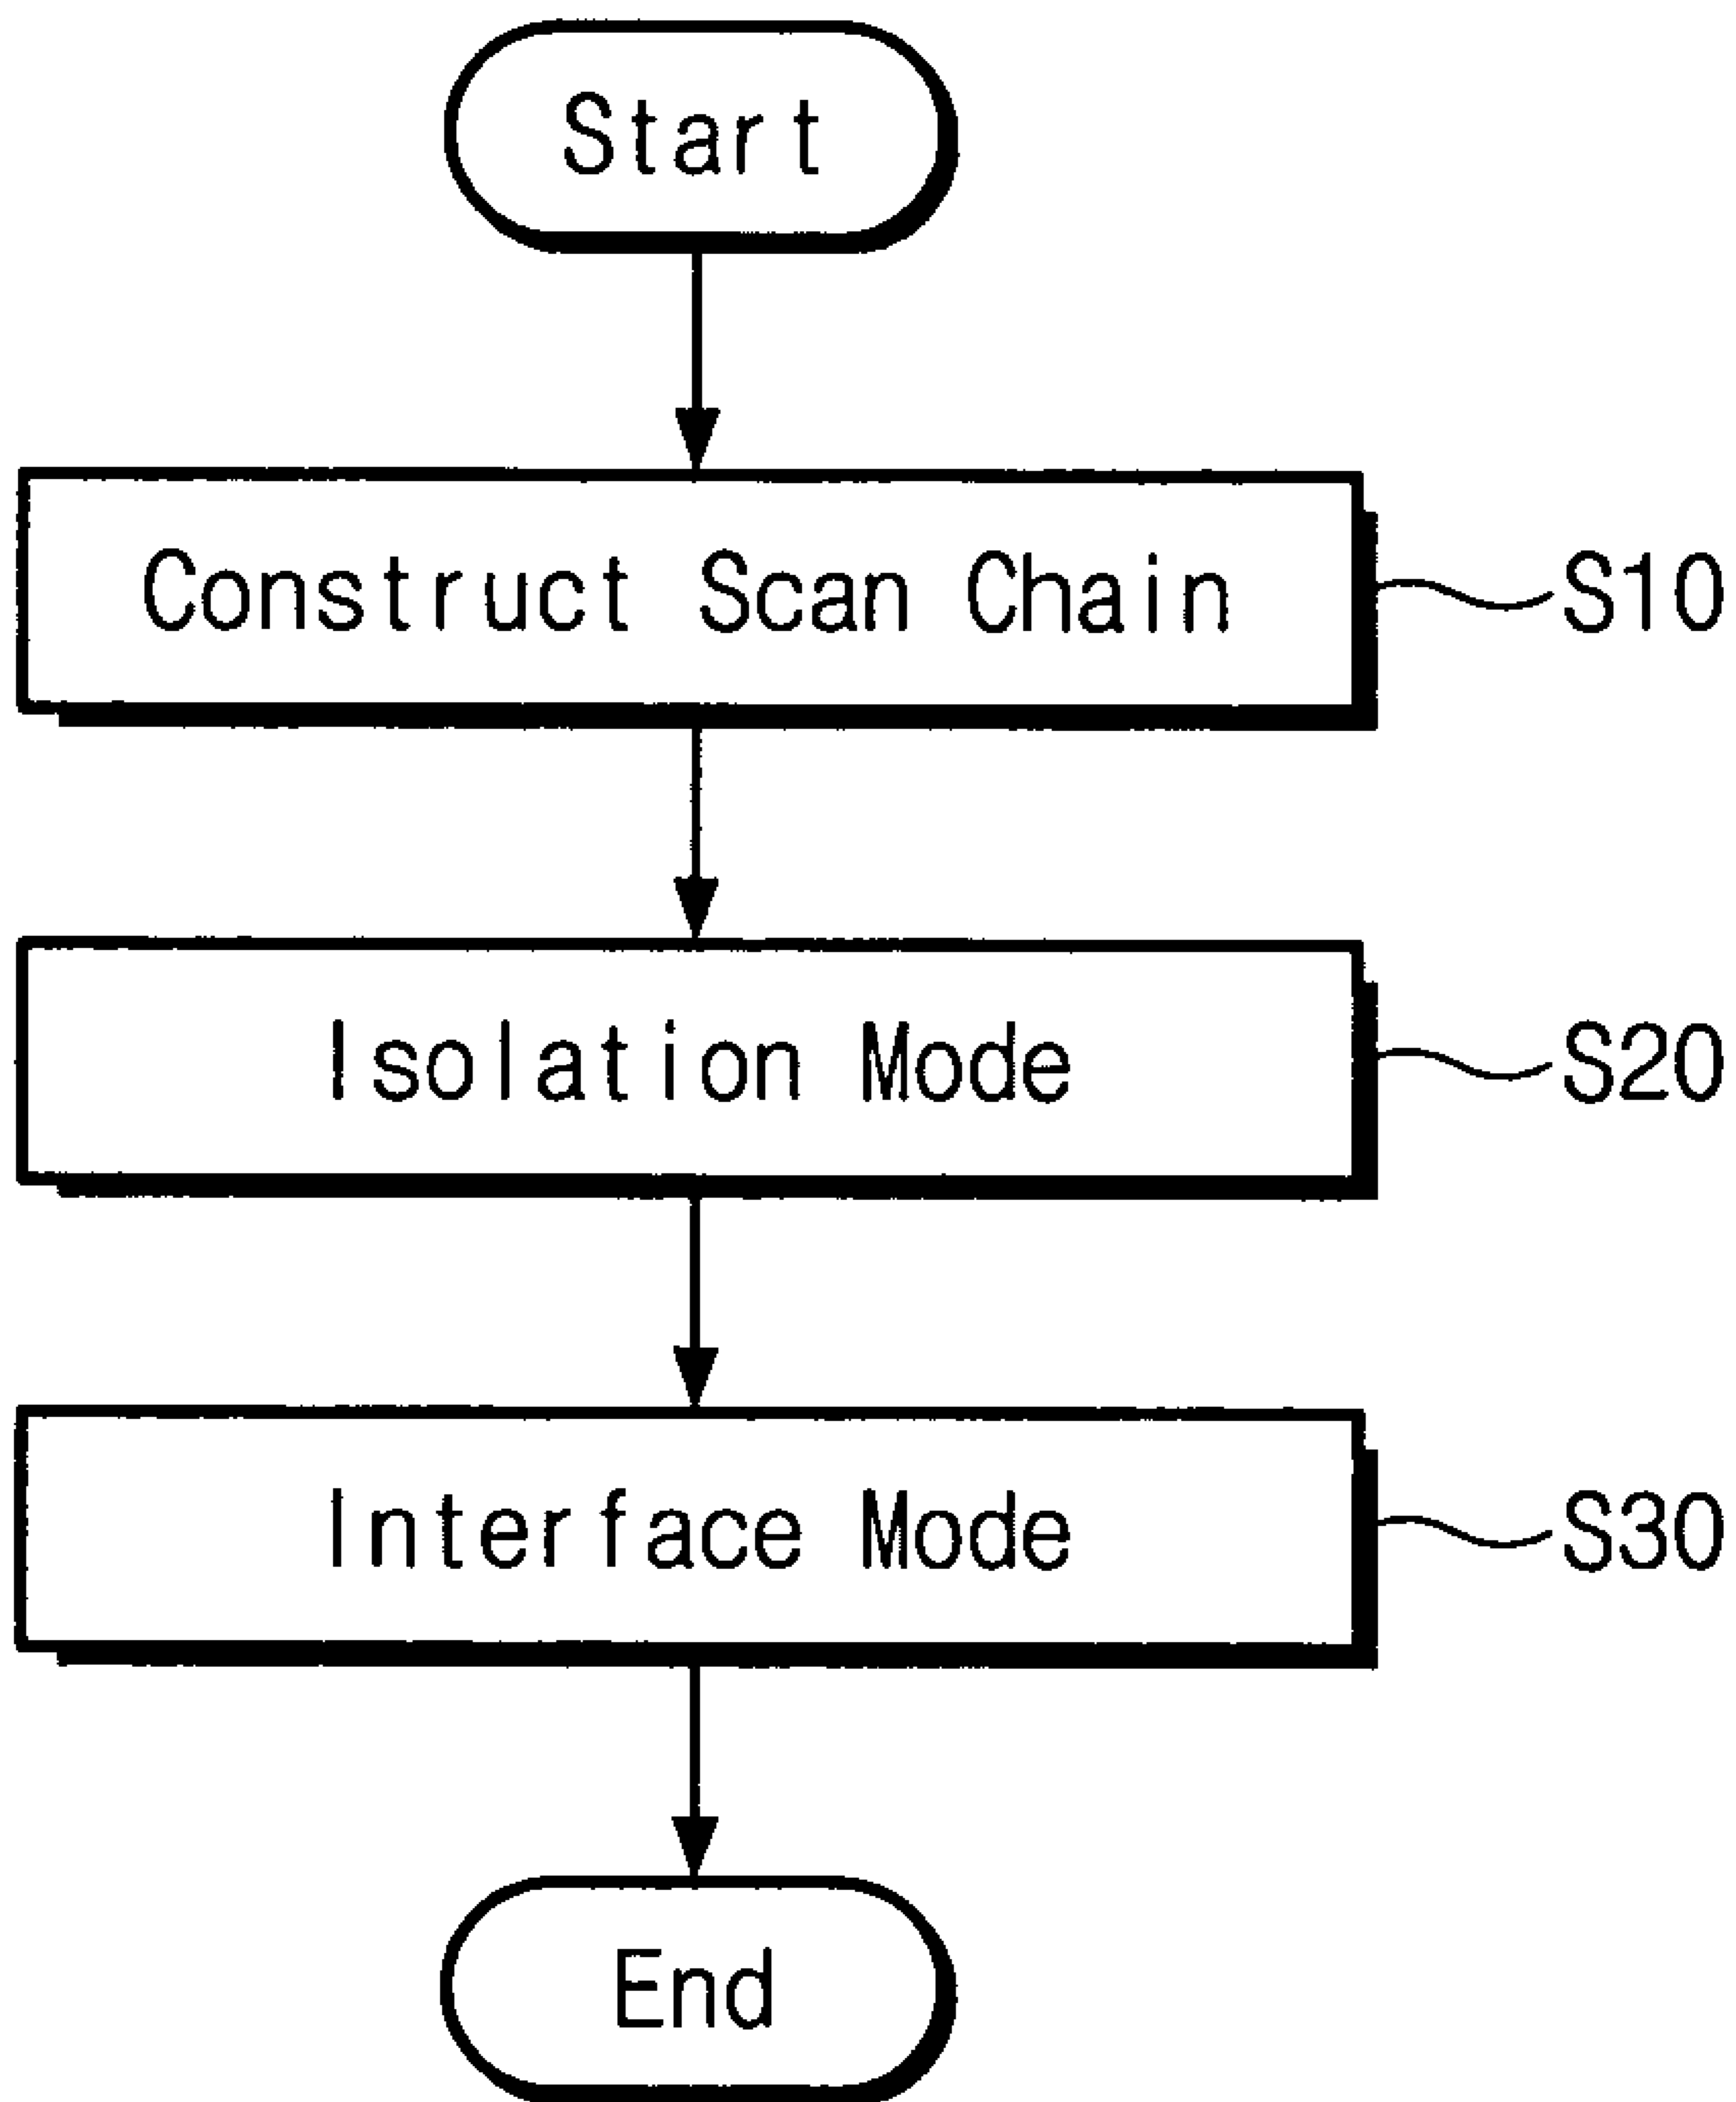 Start
Construct Scan Chain S10
Isolation Mode S20
Interface Mode S30
End